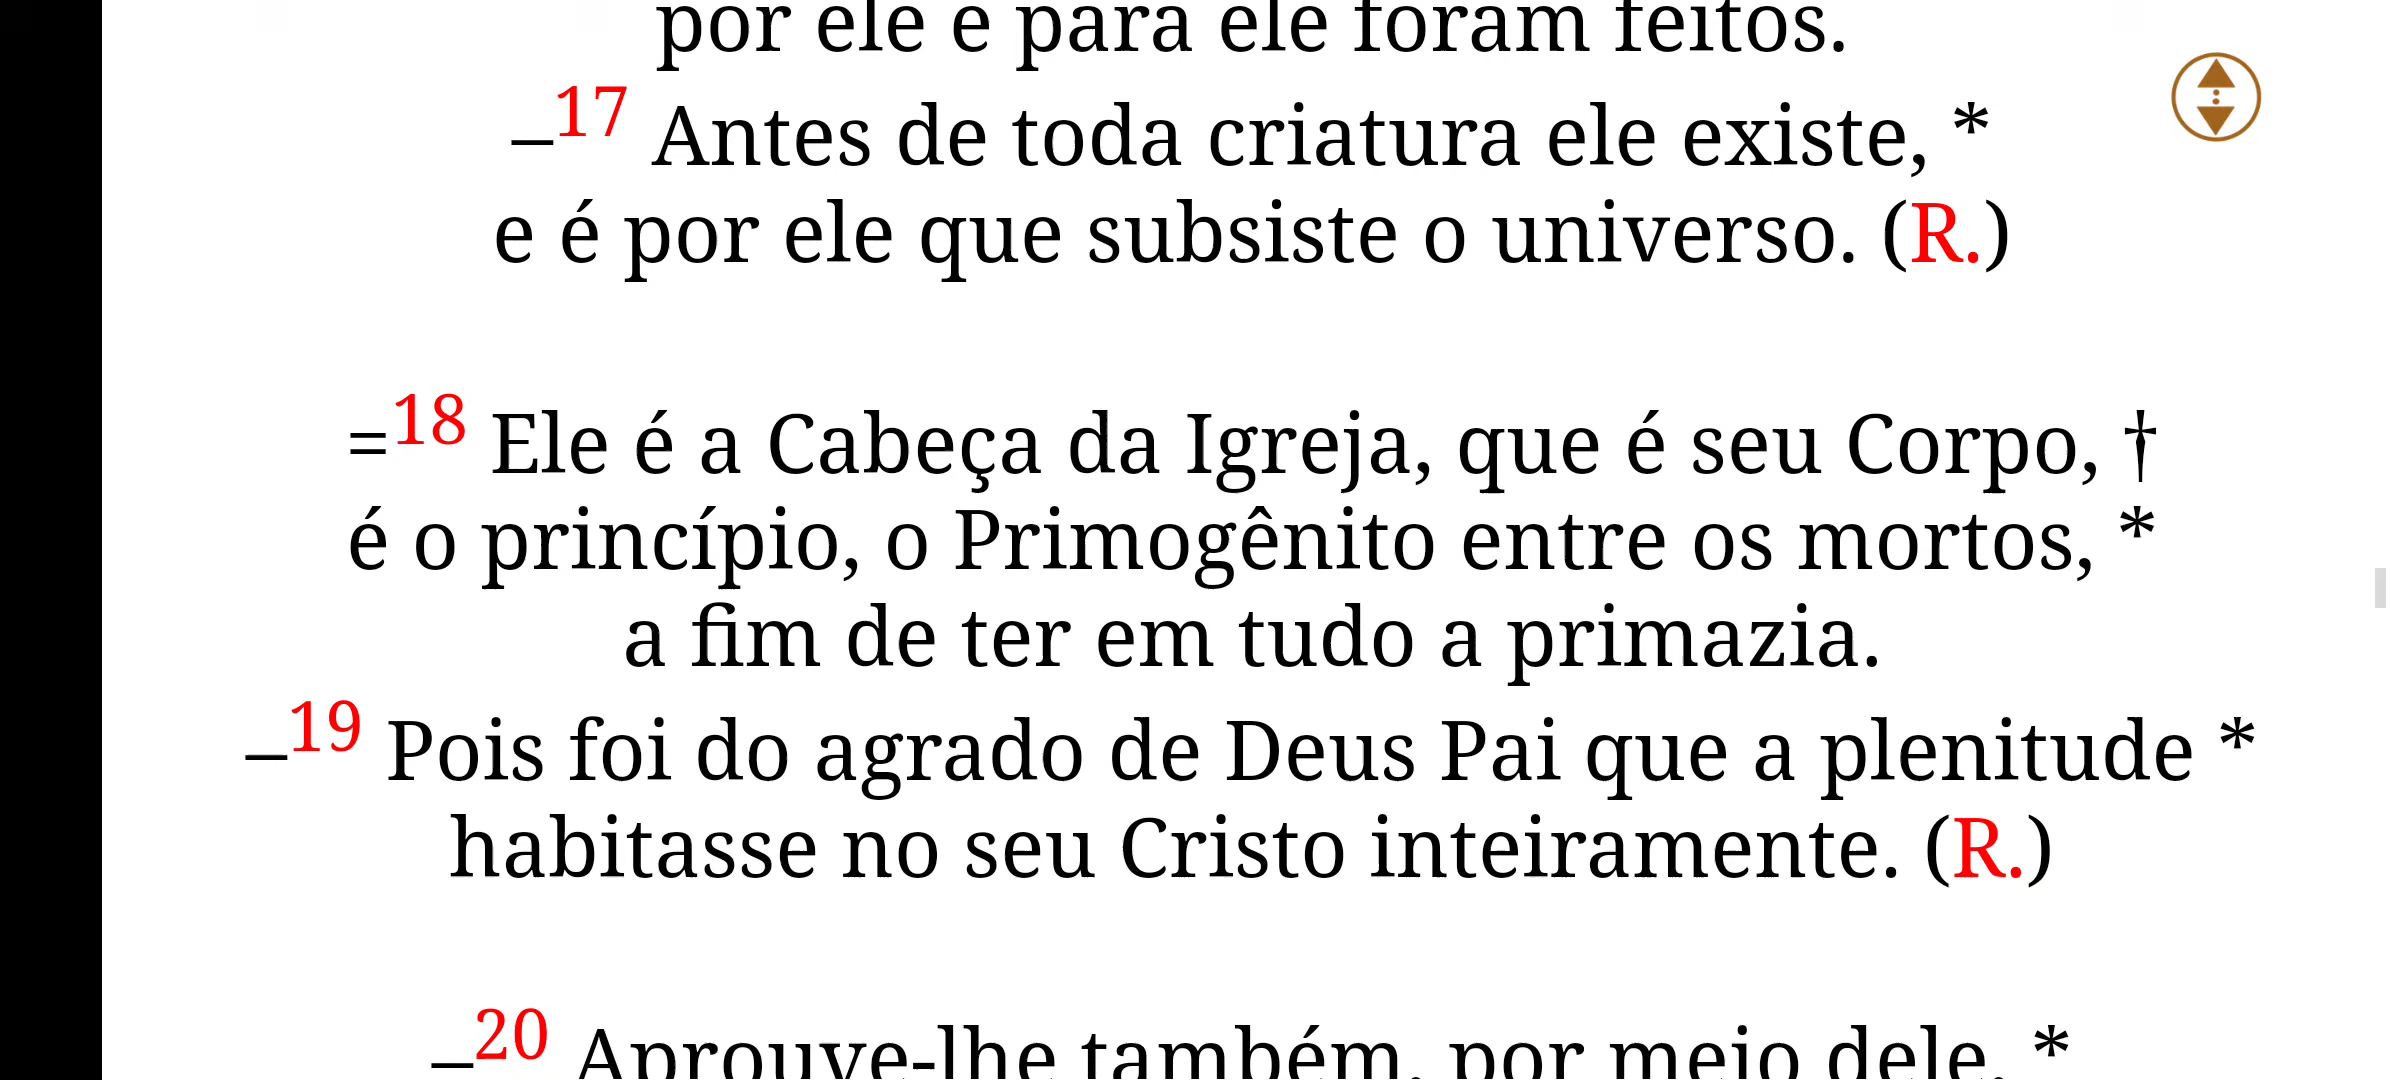 por ele e para ele foram feitos.
–17 Antes de toda criatura ele existe, *
e é por ele que subsiste o universo. (R.)
=18 Ele é a Cabeça da Igreja, que é seu Corpo, †
é o princípio, o Primogênito entre os mortos, *
a fim de ter em tudo a primazia.
–19 Pois foi do agrado de Deus Pai que a plenitude *
habitasse no seu Cristo inteiramente. (R.)
–20 Aprouve-lhe também, por meio dele, *